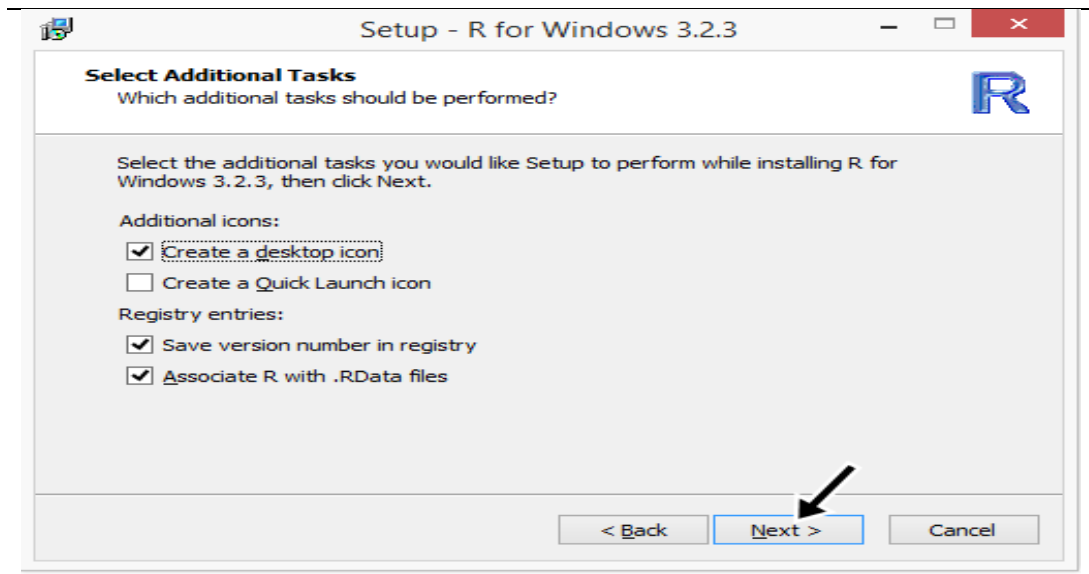 Setup - R for Windows 3.2.3
Select Additional Tasks
Which additional tasks should be performed?
R
Select the additional tasks you would like Setup to perform while installing R for
Windows 3.2.3, then click Next.
Additional icons:
Create a desktop icon
Create a Quick Launch icon
Registry entries:
Save version number in registry
Associate R with .RData files
< Back Next > Cancel